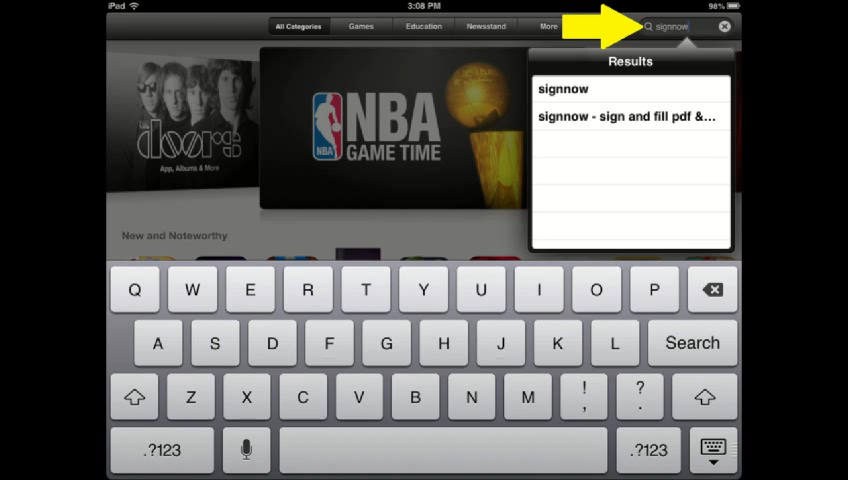 iPad 3:08 PM 98%
All Categories Games Education Newsstand More signnow
Results
signnow
signnow - sign and fill pdf &...
the doors
App, Albums & More
NBA
NBA
GAME TIME
New and Noteworthy
Q W E R T Y U I O P
A S D F G H J K L Search
Z X C V B N M ! , ? .
.?123 .?123